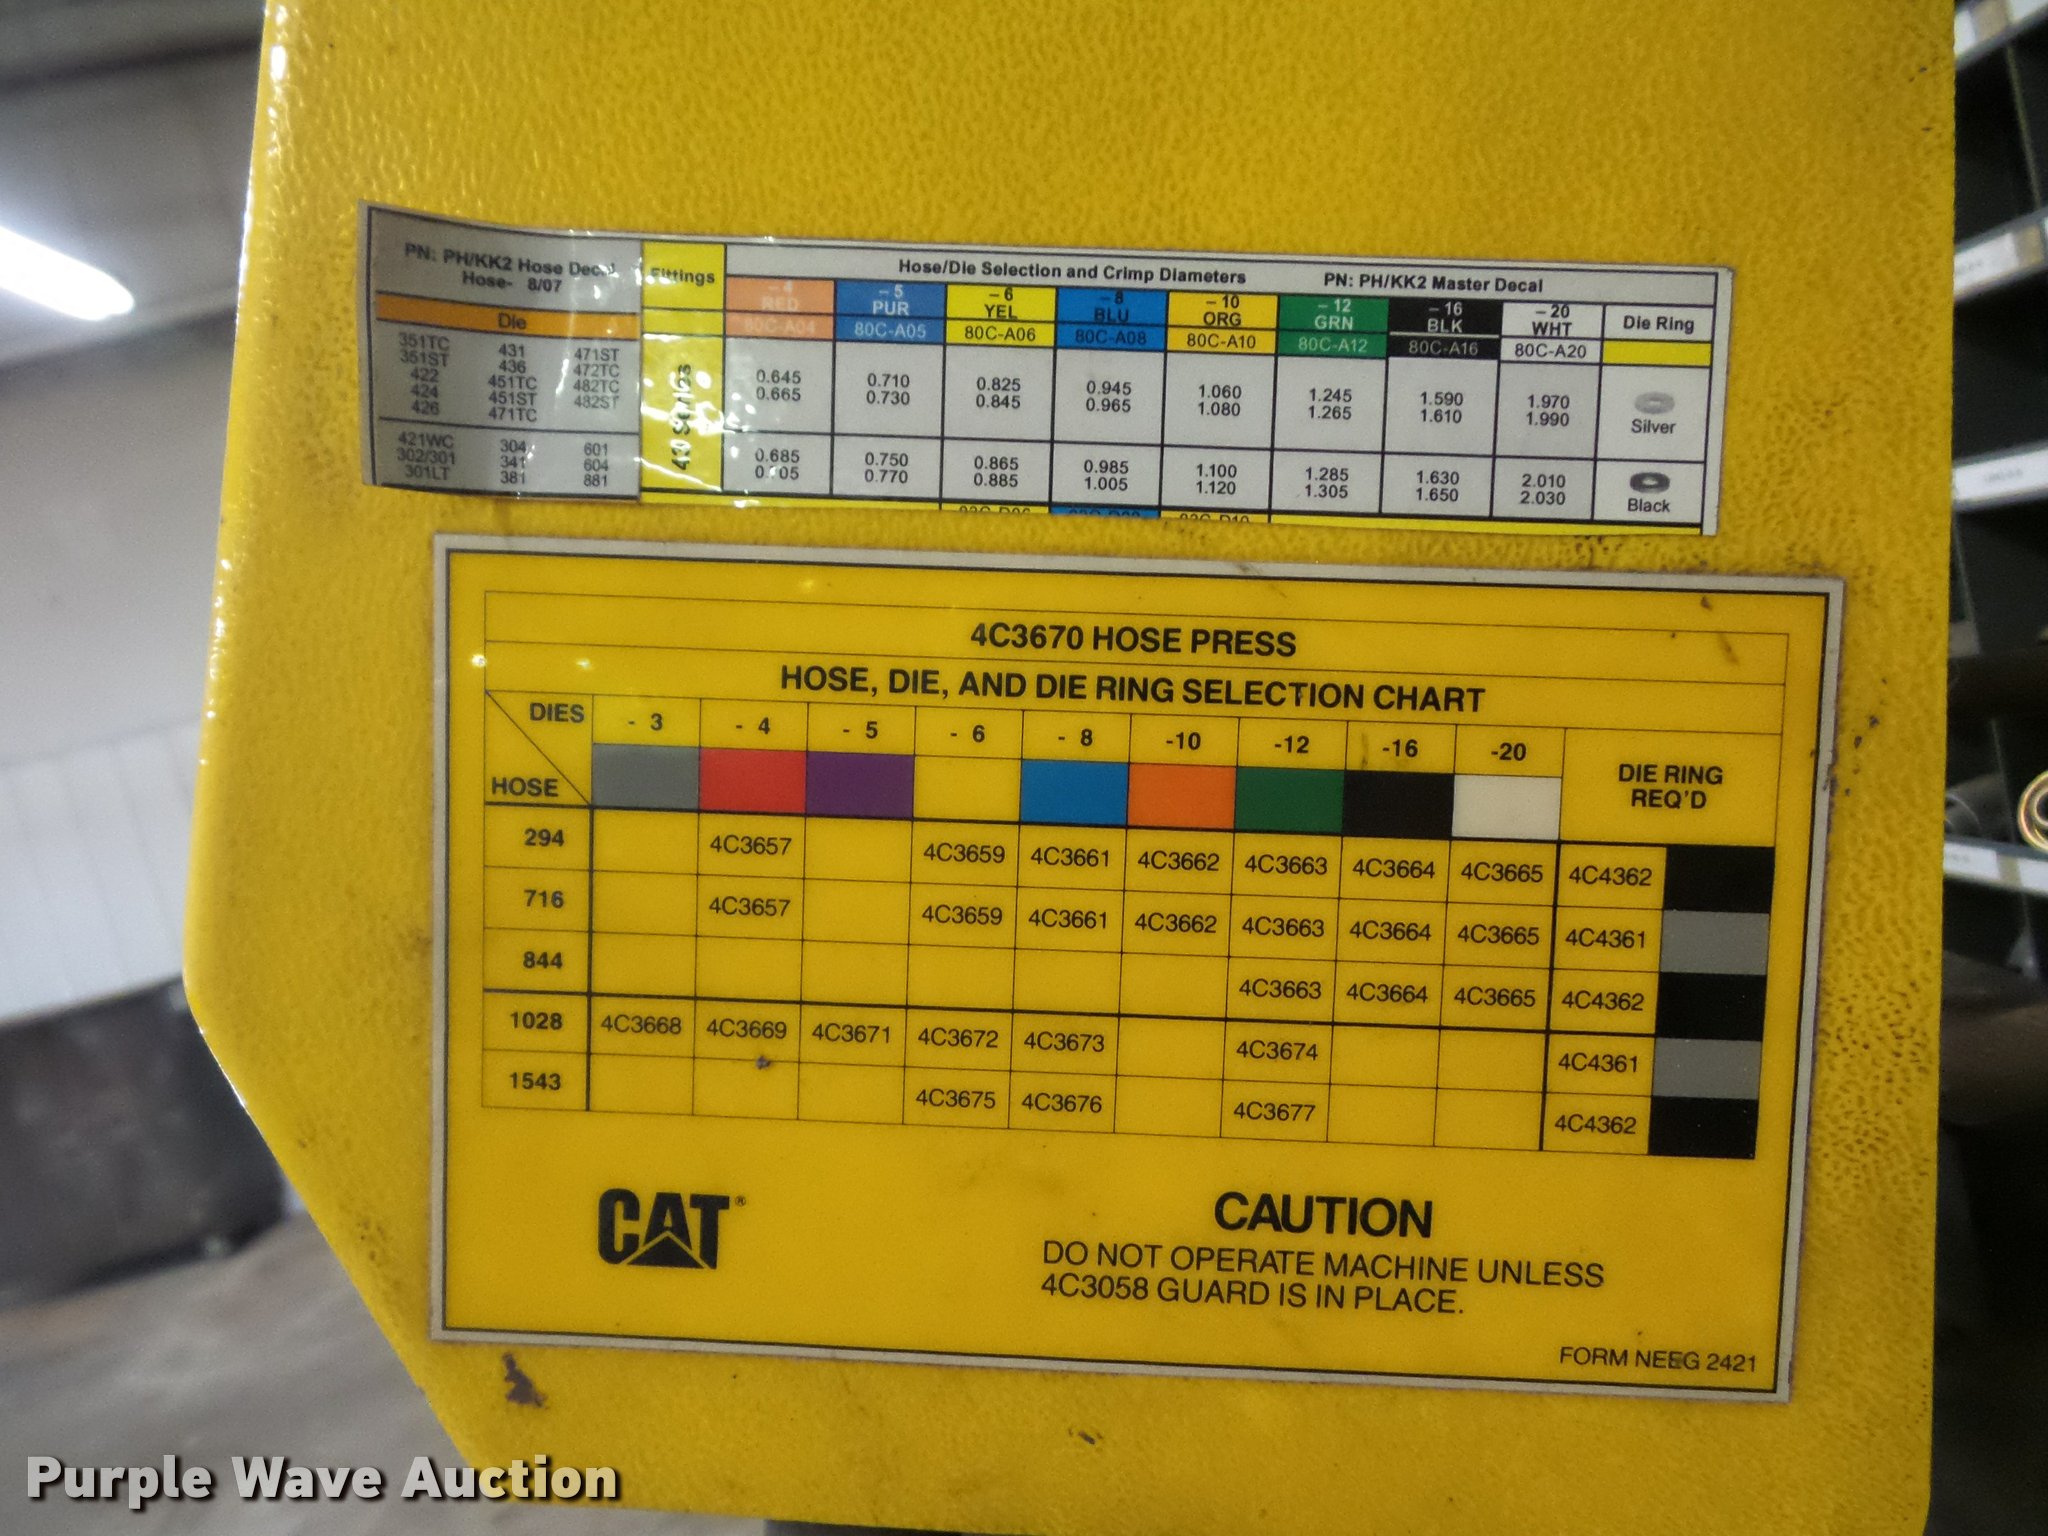 PN: PH/KK2 Hose Decal
Hose- 8/07
Die
351TC 431 471ST
351ST 436 472TC
422 451TC 482TC
424 451ST 482ST
426 471TC
421WC 304 601
302/301 341 604
301LT 381 881
Fittings
43 Series
Hose/Die Selection and Crimp Diameters PN: PH/KK2 Master Decal
-4 -5 -6 -8 -10 -12 -16 -20
RED PUR YEL BLU ORG GRN BLK WHT Die Ring
80C-A04 80C-A05 80C-A06 80C-A08 80C-A10 80C-A12 80C-A16 80C-A20
0.645 0.710 0.825 0.945 1.060 1.245 1.590 1.970
0.665 0.730 0.845 0.965 1.080 1.265 1.610 1.990
Silver
0.685 0.750 0.865 0.985 1.100 1.285 1.630 2.010
0.705 0.770 0.885 1.005 1.120 1.305 1.650 2.030
Black
4C3670 HOSE PRESS
HOSE, DIE, AND DIE RING SELECTION CHART
DIES - 3 - 4 - 5 - 6 - 8 -10 -12 -16 -20
HOSE
DIE RING
REQ'D
294 4C3657 4C3659 4C3661 4C3662 4C3663 4C3664 4C3665 4C4362
716 4C3657 4C3659 4C3661 4C3662 4C3663 4C3664 4C3665 4C4361
844 4C3663 4C3664 4C3665 4C4362
1028 4C3668 4C3669 4C3671 4C3672 4C3673 4C3674 4C4361
1543 4C3675 4C3676 4C3677 4C4362
CAT®
CAUTION
DO NOT OPERATE MACHINE UNLESS
4C3058 GUARD IS IN PLACE.
FORM NEEG 2421
Purple Wave Auction